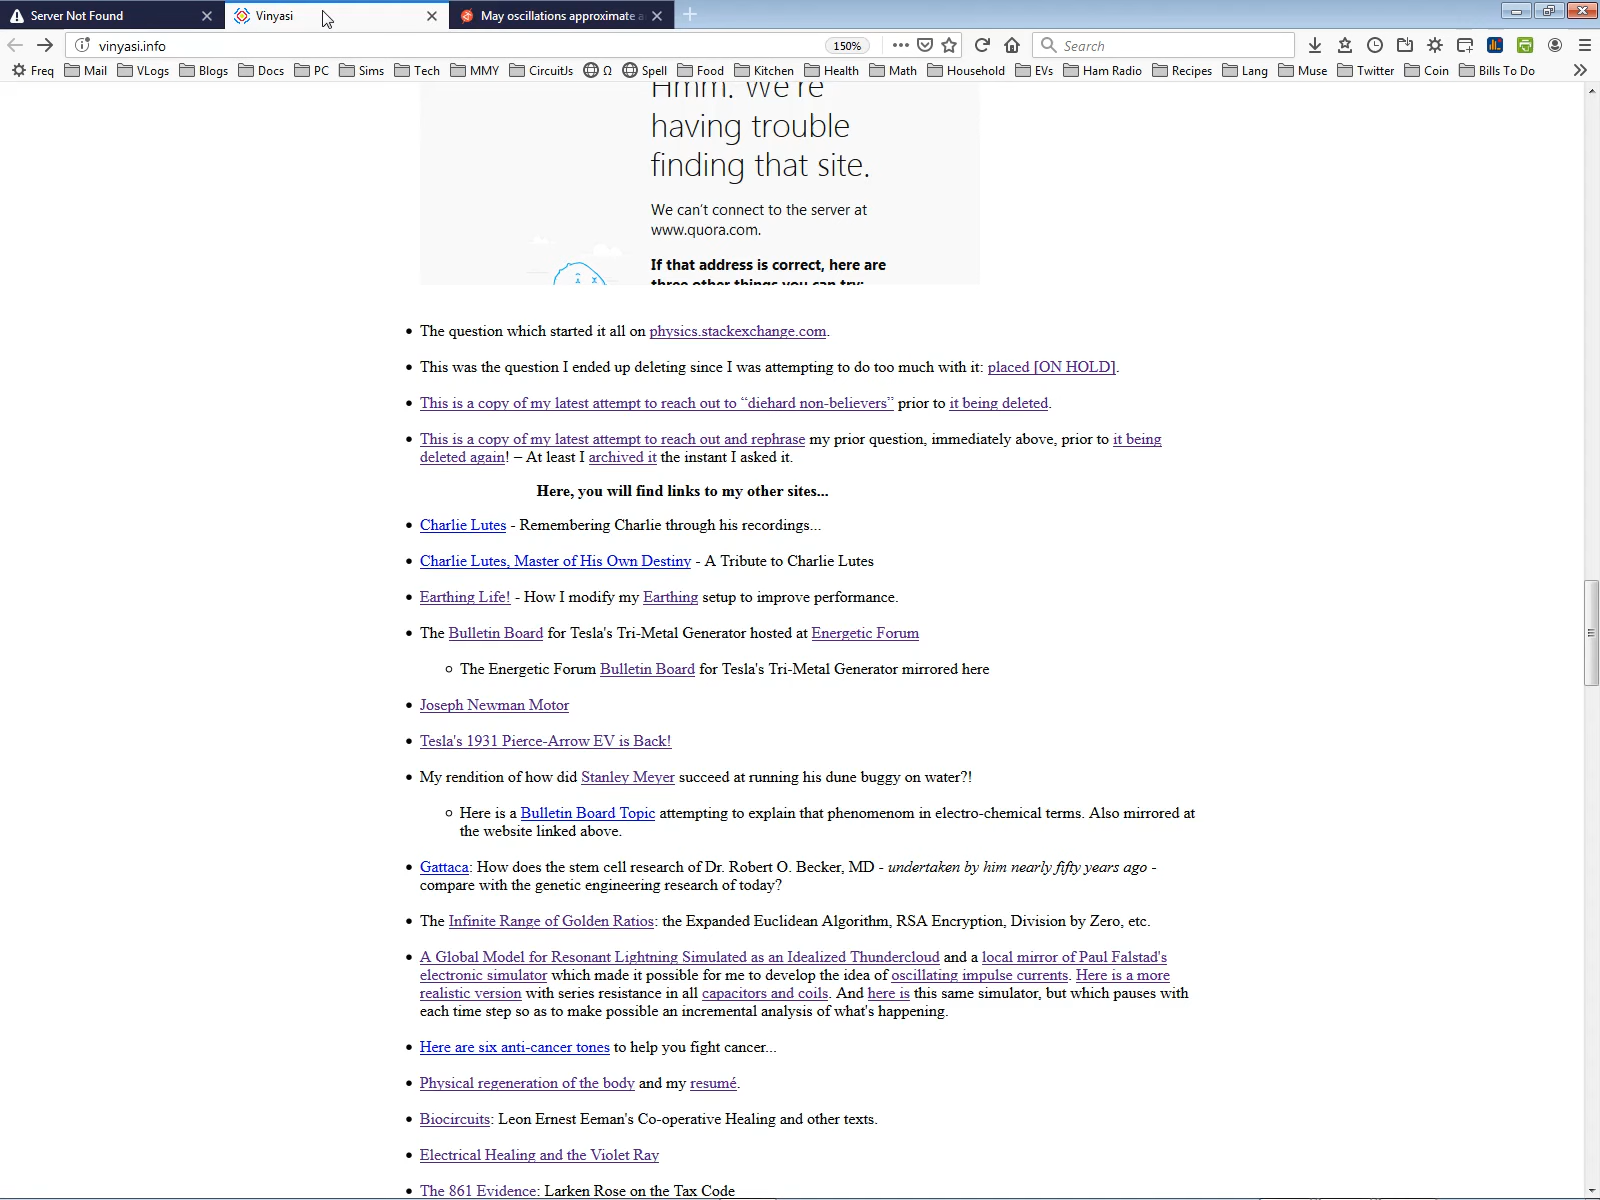 Server Not Found
Vinyasi
May oscillations approximate a
vinyasi.info
150%
Search
Freq Mail VLogs Blogs Docs PC Sims Tech MMY CircuitJs Ω Spell Food Kitchen Health Math Household EVs Ham Radio Recipes Lang Muse Twitter Coin Bills To Do
Hmm. We're
having trouble
finding that site.
We can't connect to the server at
www.quora.com.
If that address is correct, here are
three other things you can try:
• The question which started it all on physics.stackexchange.com.
• This was the question I ended up deleting since I was attempting to do too much with it: placed [ON HOLD].
• This is a copy of my latest attempt to reach out to “diehard non-believers” prior to it being deleted.
• This is a copy of my latest attempt to reach out and rephrase my prior question, immediately above, prior to it being
deleted again! – At least I archived it the instant I asked it.
Here, you will find links to my other sites...
• Charlie Lutes - Remembering Charlie through his recordings...
• Charlie Lutes, Master of His Own Destiny - A Tribute to Charlie Lutes
• Earthing Life! - How I modify my Earthing setup to improve performance.
• The Bulletin Board for Tesla's Tri-Metal Generator hosted at Energetic Forum
◦ The Energetic Forum Bulletin Board for Tesla's Tri-Metal Generator mirrored here
• Joseph Newman Motor
• Tesla's 1931 Pierce-Arrow EV is Back!
• My rendition of how did Stanley Meyer succeed at running his dune buggy on water?!
◦ Here is a Bulletin Board Topic attempting to explain that phenomenom in electro-chemical terms. Also mirrored at
the website linked above.
• Gattaca: How does the stem cell research of Dr. Robert O. Becker, MD - undertaken by him nearly fifty years ago -
compare with the genetic engineering research of today?
• The Infinite Range of Golden Ratios: the Expanded Euclidean Algorithm, RSA Encryption, Division by Zero, etc.
• A Global Model for Resonant Lightning Simulated as an Idealized Thundercloud and a local mirror of Paul Falstad's
electronic simulator which made it possible for me to develop the idea of oscillating impulse currents. Here is a more
realistic version with series resistance in all capacitors and coils. And here is this same simulator, but which pauses with
each time step so as to make possible an incremental analysis of what's happening.
• Here are six anti-cancer tones to help you fight cancer...
• Physical regeneration of the body and my resumé.
• Biocircuits: Leon Ernest Eeman's Co-operative Healing and other texts.
• Electrical Healing and the Violet Ray
• The 861 Evidence: Larken Rose on the Tax Code